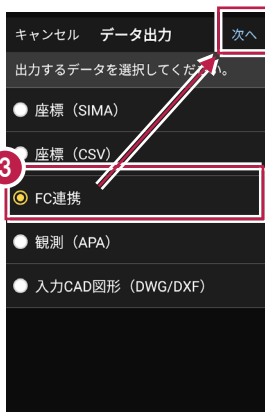 キャンセル データ出力 次へ
出力するデータを選択してください。
座標（SIMA）
座標（CSV）
3
FC連携
観測（APA）
入力CAD図形（DWG/DXF）